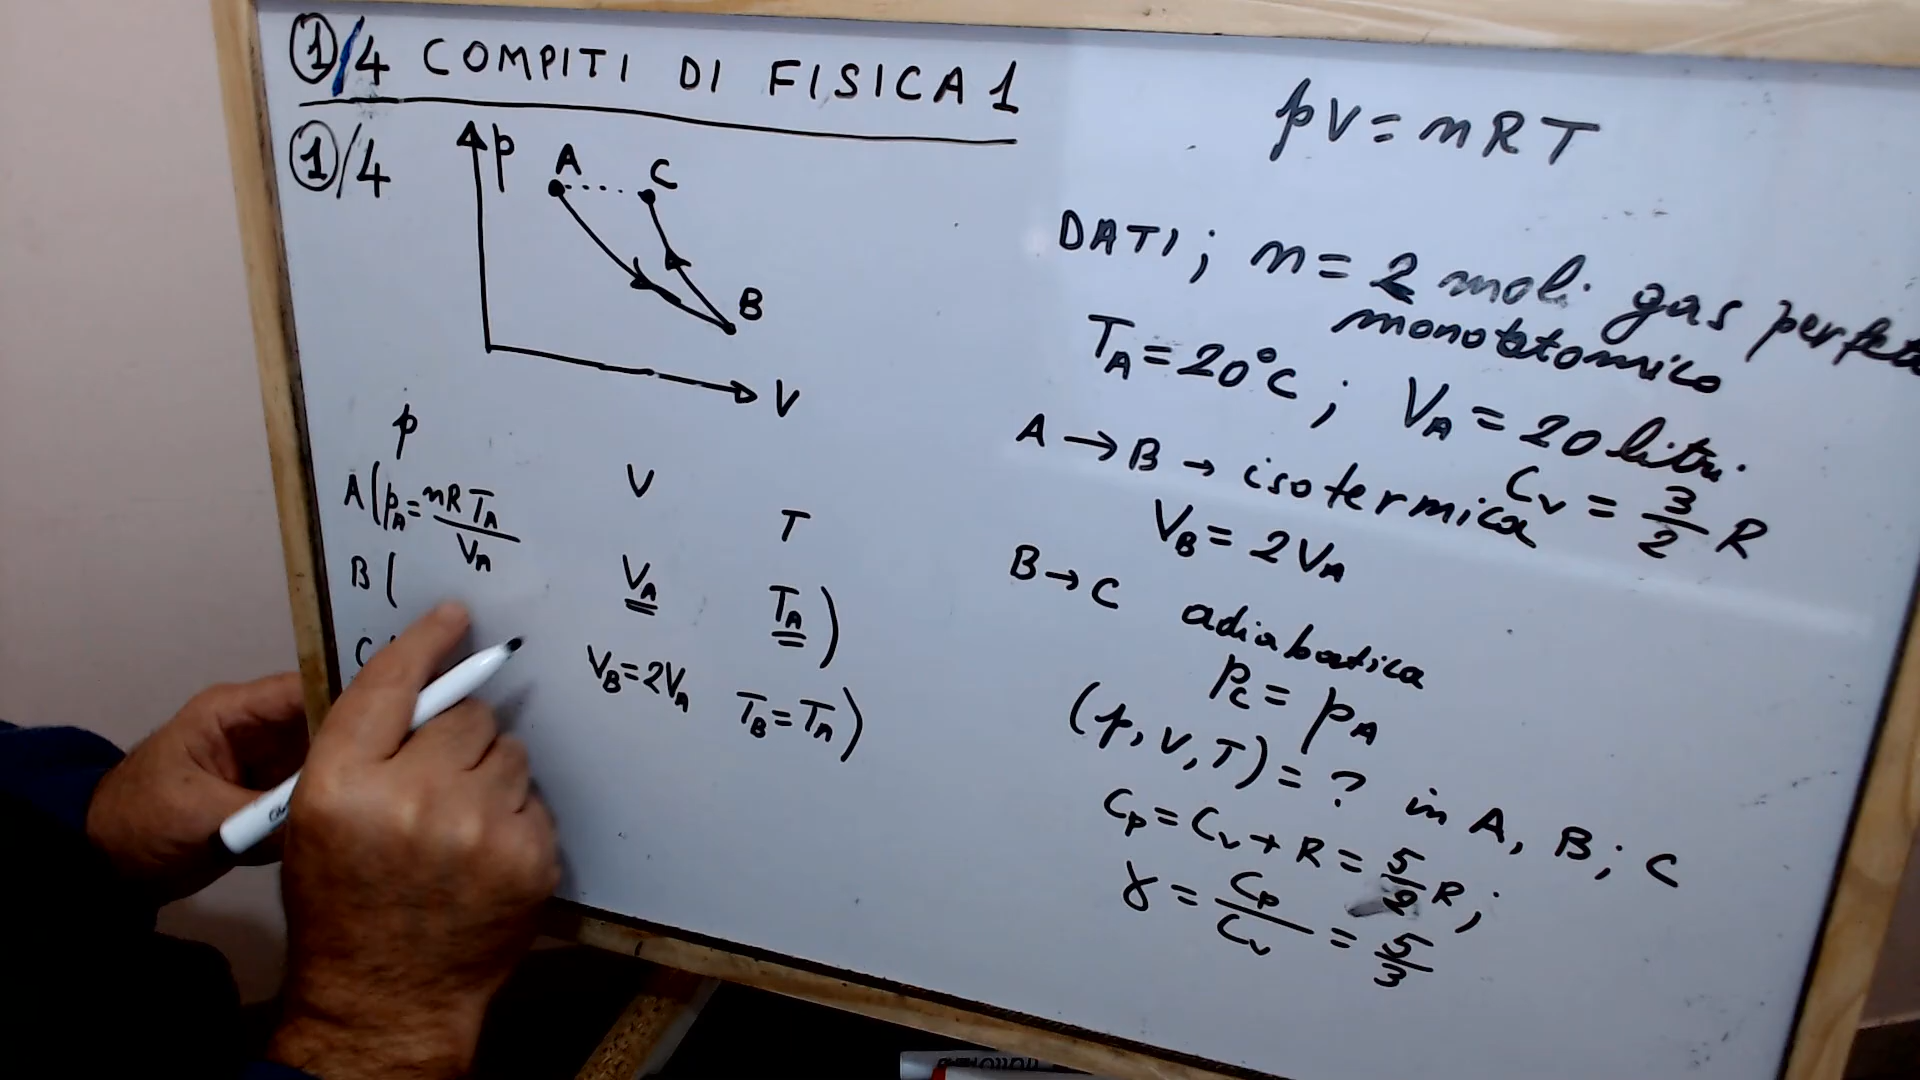 ①/4 COMPITI DI FISICA 1
①/4
p
A
C
B
V
p V T
A (pA = nRTA/VA VA TA)
B ( VB = 2VA TB = TA)
C (
pV = nRT
DATI; n = 2 moli gas perfetto
monoatomico
TA = 20°C; VA = 20 litri
A → B → isotermica Cv = 3/2 R
VB = 2VA
B → C adiabatica
pC = pA
(p, V, T) = ? in A, B; C
Cp = Cv + R = 5/2 R;
γ = Cp/Cv = 5/3